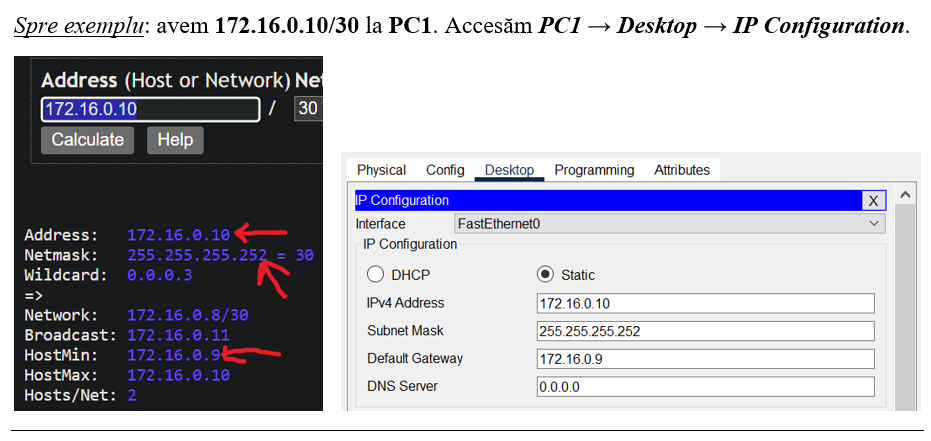 Spre exemplu: avem 172.16.0.10/30 la PC1. Accesăm PC1 → Desktop → IP Configuration.
Address (Host or Network) Net
172.16.0.10 / 30
Calculate Help
Address: 172.16.0.10
Netmask: 255.255.255.252 = 30
Wildcard: 0.0.0.3
=>
Network: 172.16.0.8/30
Broadcast: 172.16.0.11
HostMin: 172.16.0.9
HostMax: 172.16.0.10
Hosts/Net: 2
Physical Config Desktop Programming Attributes
IP Configuration X
Interface FastEthernet0
IP Configuration
DHCP Static
IPv4 Address 172.16.0.10
Subnet Mask 255.255.255.252
Default Gateway 172.16.0.9
DNS Server 0.0.0.0